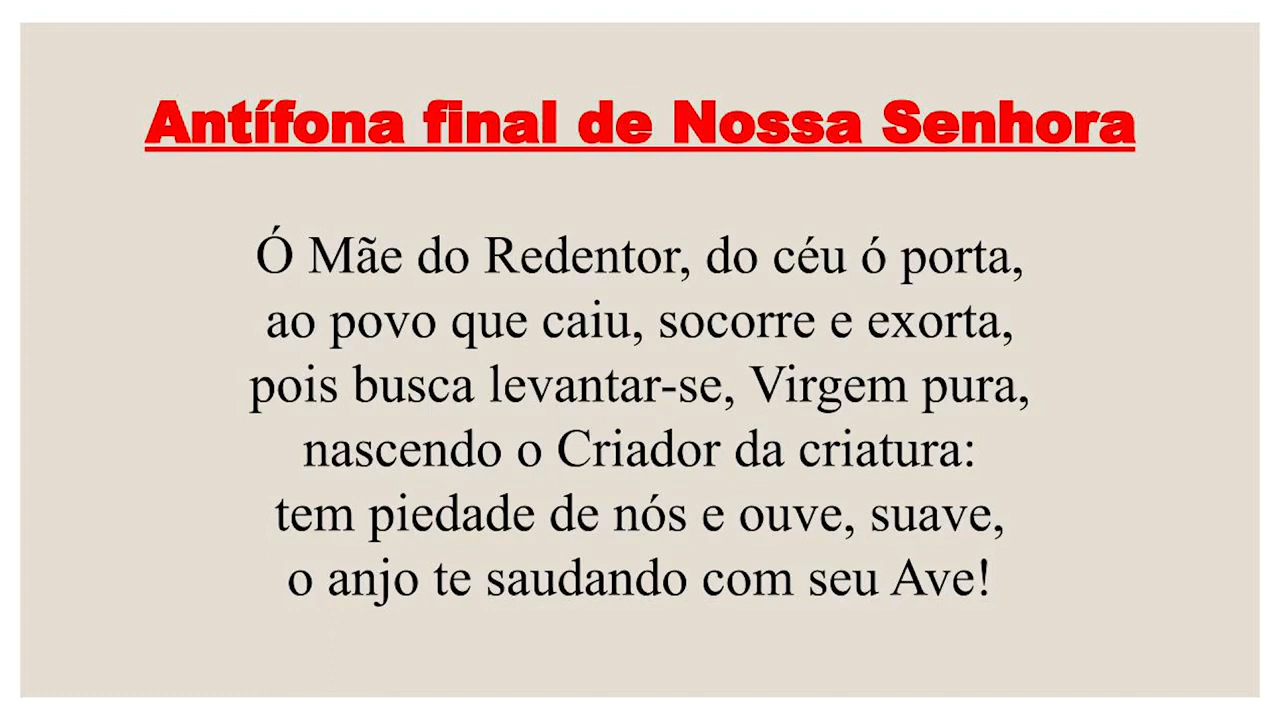 Antífona final de Nossa Senhora
Ó Mãe do Redentor, do céu ó porta,
ao povo que caiu, socorre e exorta,
pois busca levantar-se, Virgem pura,
nascendo o Criador da criatura:
tem piedade de nós e ouve, suave,
o anjo te saudando com seu Ave!